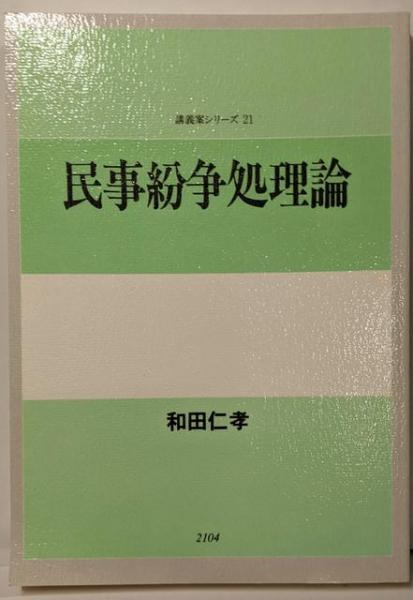 講義案シリーズ 21
民事紛争処理論
和田仁孝
2104